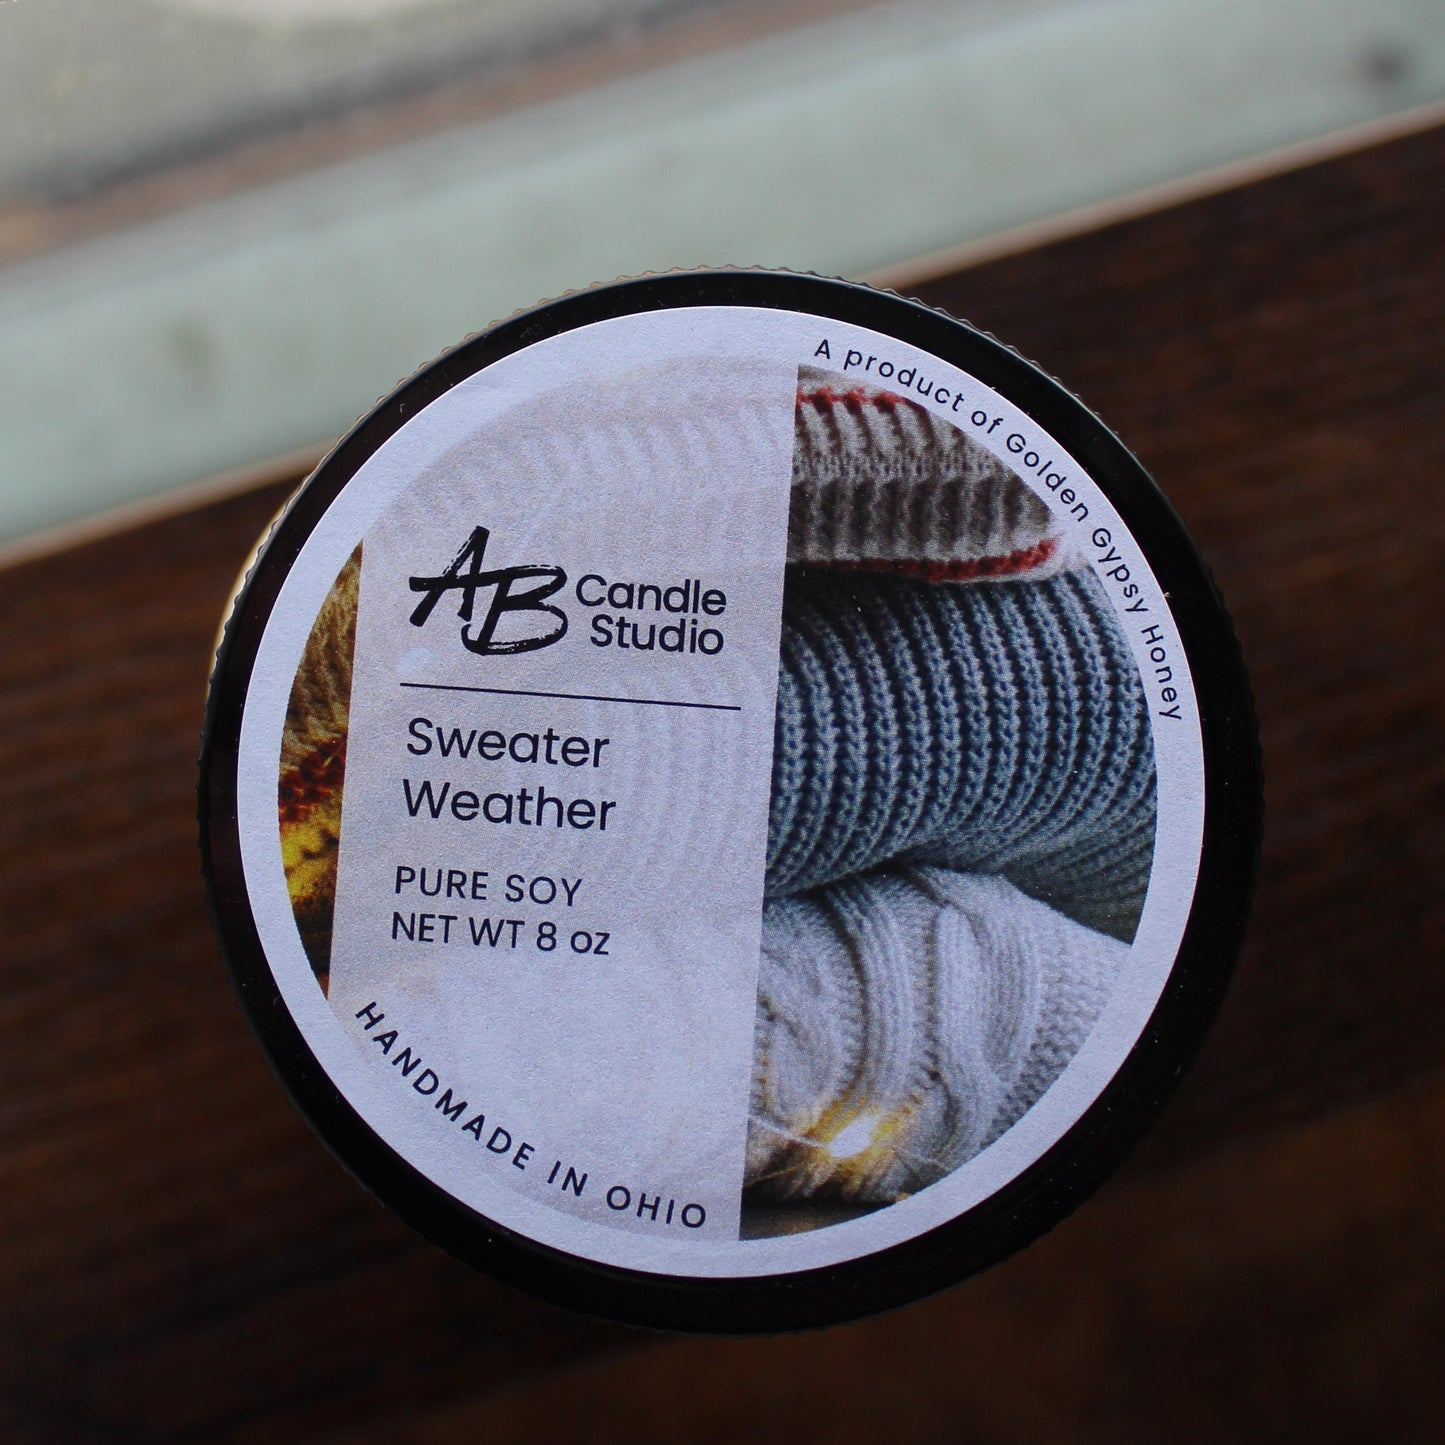 A product of Golden Gypsy Honey
AB Candle
Studio
Sweater
Weather
PURE SOY
NET WT 8 oz
HANDMADE IN OHIO